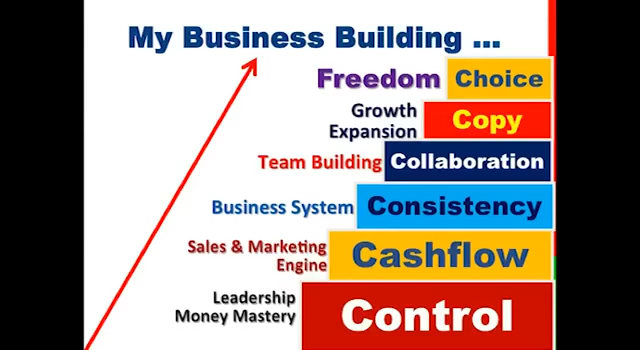 My Business Building ...
Freedom Choice
Growth
Expansion Copy
Team Building Collaboration
Business System Consistency
Sales & Marketing
Engine Cashflow
Leadership
Money Mastery Control